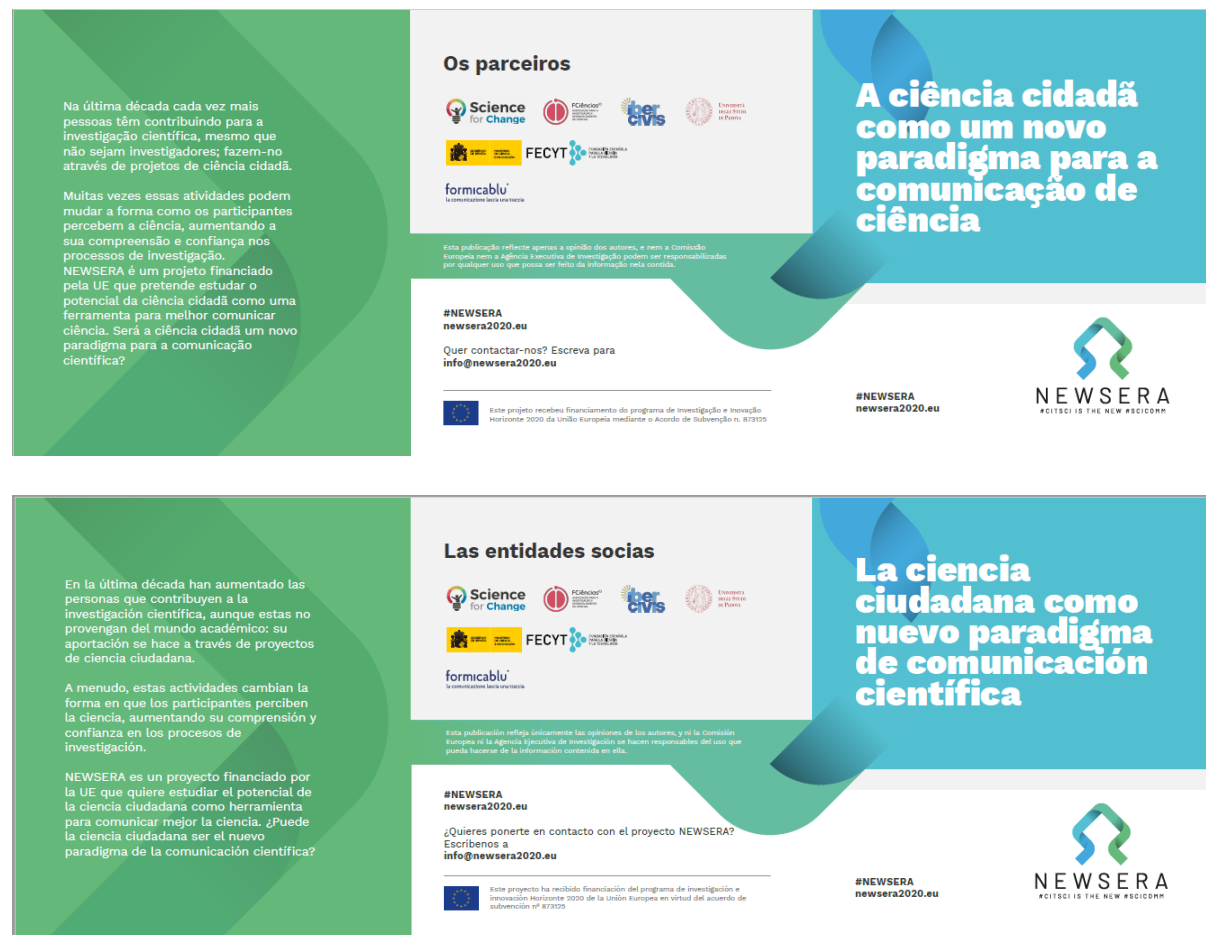 Na última década cada vez mais
pessoas têm contribuindo para a
investigação científica, mesmo que
não sejam investigadores; fazem-no
através de projetos de ciência cidadã.
Muitas vezes essas atividades podem
mudar a forma como os participantes
percebem a ciência, aumentando a
sua compreensão e confiança nos
processos de investigação.
NEWSERA é um projeto financiado
pela UE que pretende estudar o
potencial da ciência cidadã como uma
ferramenta para melhor comunicar
ciência. Será a ciência cidadã um novo
paradigma para a comunicação
científica?
Os parceiros
Science
for Change
FCiências
iber
civis
Università
degli Studi
di Padova
FECYT
formicablu
la comunicazione lascia una traccia
Esta publicação reflecte apenas a opinião dos autores, e nem a Comissão
Europeia nem a Agência Executiva de Investigação podem ser responsabilizadas
por qualquer uso que possa ser feito da informação nela contida.
#NEWSERA
newsera2020.eu
Quer contactar-nos? Escreva para
info@newsera2020.eu
Este projeto recebeu financiamento do programa de Investigação e Inovação
Horizonte 2020 da União Europeia mediante o Acordo de Subvenção n. 873125
A ciência cidadã
como um novo
paradigma para a
comunicação de
ciência
#NEWSERA
newsera2020.eu
NEWSERA
#CITSCI IS THE NEW #SCICOMM
En la última década han aumentado las
personas que contribuyen a la
investigación científica, aunque estas no
provengan del mundo académico: su
aportación se hace a través de proyectos
de ciencia ciudadana.
A menudo, estas actividades cambian la
forma en que los participantes perciben
la ciencia, aumentando su comprensión y
confianza en los procesos de
investigación.
NEWSERA es un proyecto financiado por
la UE que quiere estudiar el potencial de
la ciencia ciudadana como herramienta
para comunicar mejor la ciencia. ¿Puede
la ciencia ciudadana ser el nuevo
paradigma de la comunicación científica?
Las entidades socias
Science
for Change
FCiências
iber
civis
Università
degli Studi
di Padova
FECYT
formicablu
la comunicazione lascia una traccia
Esta publicación refleja únicamente las opiniones de los autores, y ni la Comisión
Europea ni la Agencia Ejecutiva de Investigación se hacen responsables del uso que
pueda hacerse de la información contenida en ella.
#NEWSERA
newsera2020.eu
¿Quieres ponerte en contacto con el proyecto NEWSERA?
Escríbenos a
info@newsera2020.eu
Este proyecto ha recibido financiación del programa de investigación e
innovación Horizonte 2020 de la Unión Europea en virtud del acuerdo de
subvención nº 873125
La ciencia
ciudadana como
nuevo paradigma
de comunicación
científica
#NEWSERA
newsera2020.eu
NEWSERA
#CITSCI IS THE NEW #SCICOMM